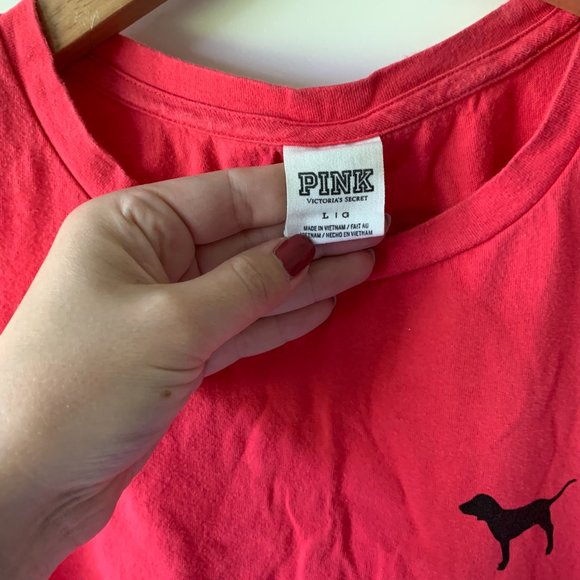 PINK
VICTORIA'S SECRET
L | G
MADE IN VIETNAM / FAIT AU
VIETNAM / HECHO EN VIETNAM